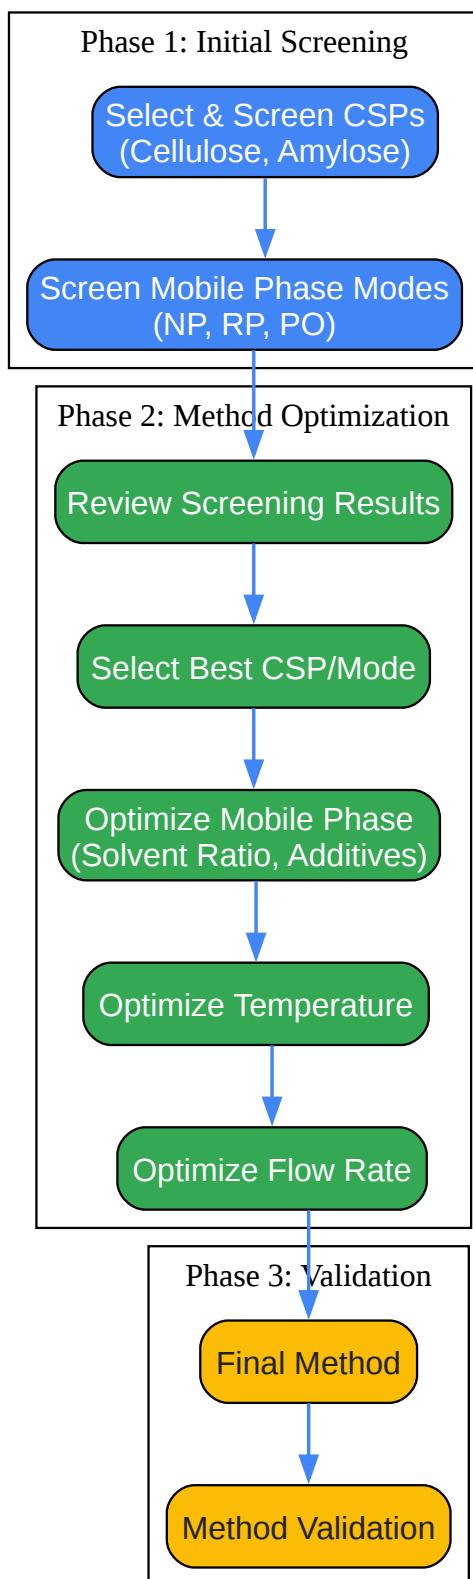 Phase 1: Initial Screening
Select & Screen CSPs
(Cellulose, Amylose)
Screen Mobile Phase Modes
(NP, RP, PO)
Phase 2: Method Optimization
Review Screening Results
Select Best CSP/Mode
Optimize Mobile Phase
(Solvent Ratio, Additives)
Optimize Temperature
Optimize Flow Rate
Phase 3: Validation
Final Method
Method Validation